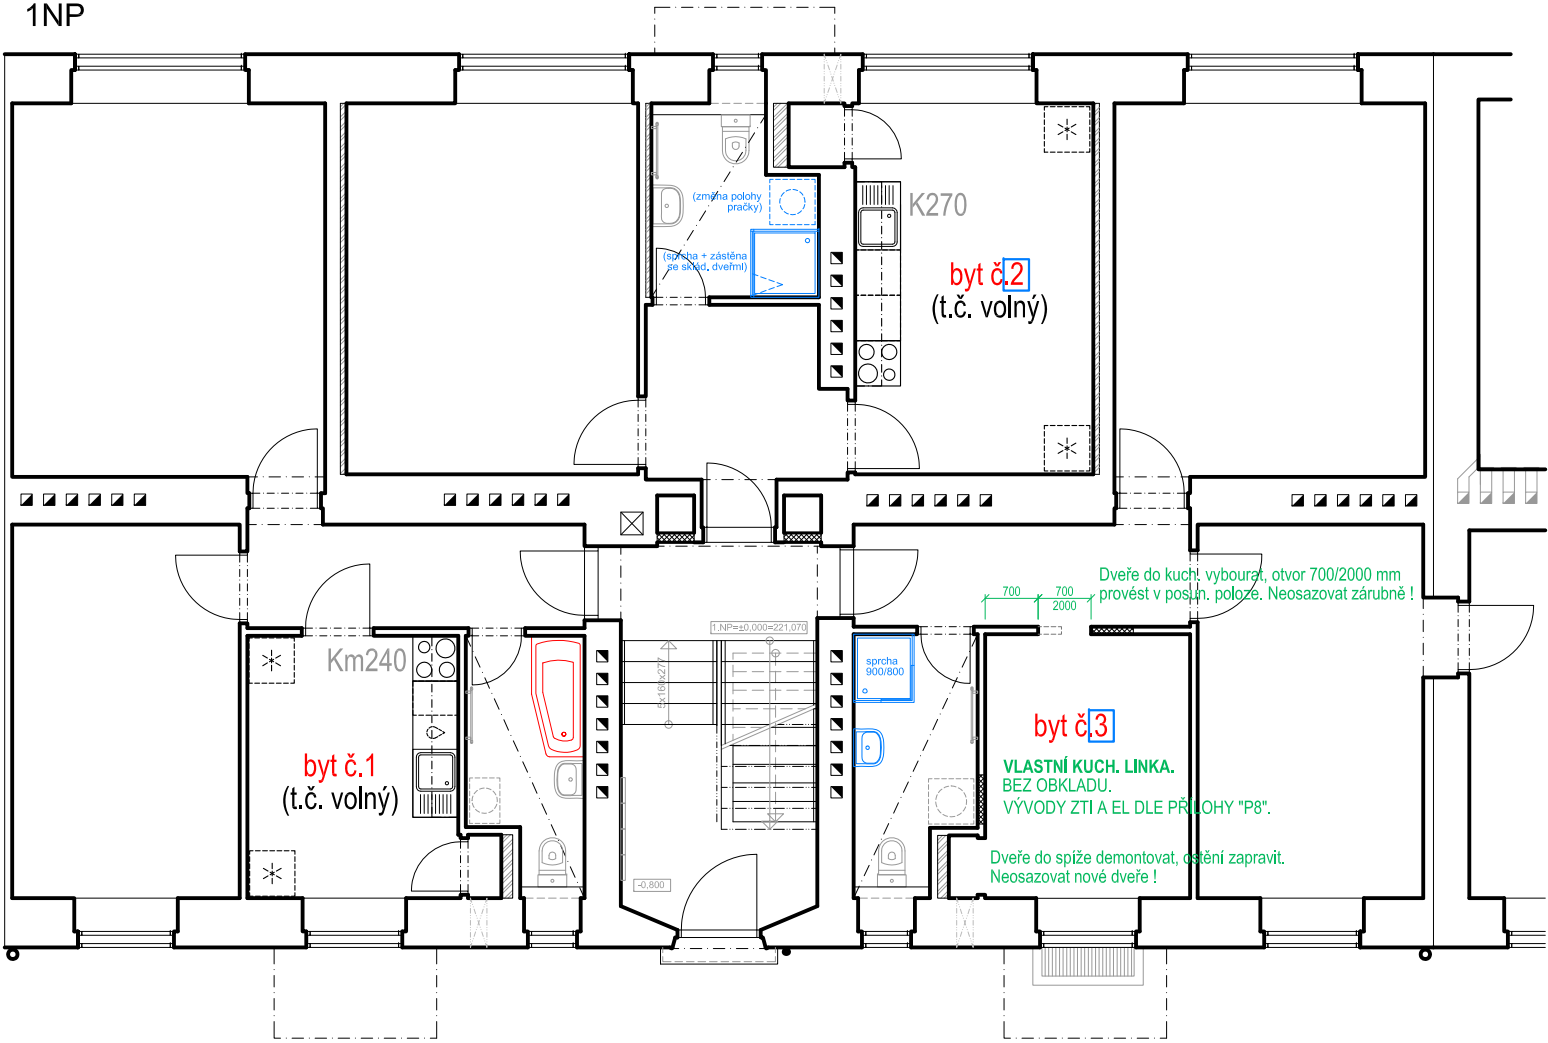 1NP
(změna polohy
pračky)
(sprcha + zástěna
se sklád. dveřmi)
K270
byt č.2
(t.č. volný)
Dveře do kuch. vybourat, otvor 700/2000 mm
provést v posun. poloze. Neosazovat zárubně !
700
700
2000
1.NP=±0,000=221,070
5x160x277
Km240
byt č.1
(t.č. volný)
sprcha
900/800
byt č.3
VLASTNÍ KUCH. LINKA.
BEZ OBKLADU.
VÝVODY ZTI A EL DLE PŘÍLOHY "P8".
Dveře do spíže demontovat, ostění zapravit.
Neosazovat nové dveře !
-0,800